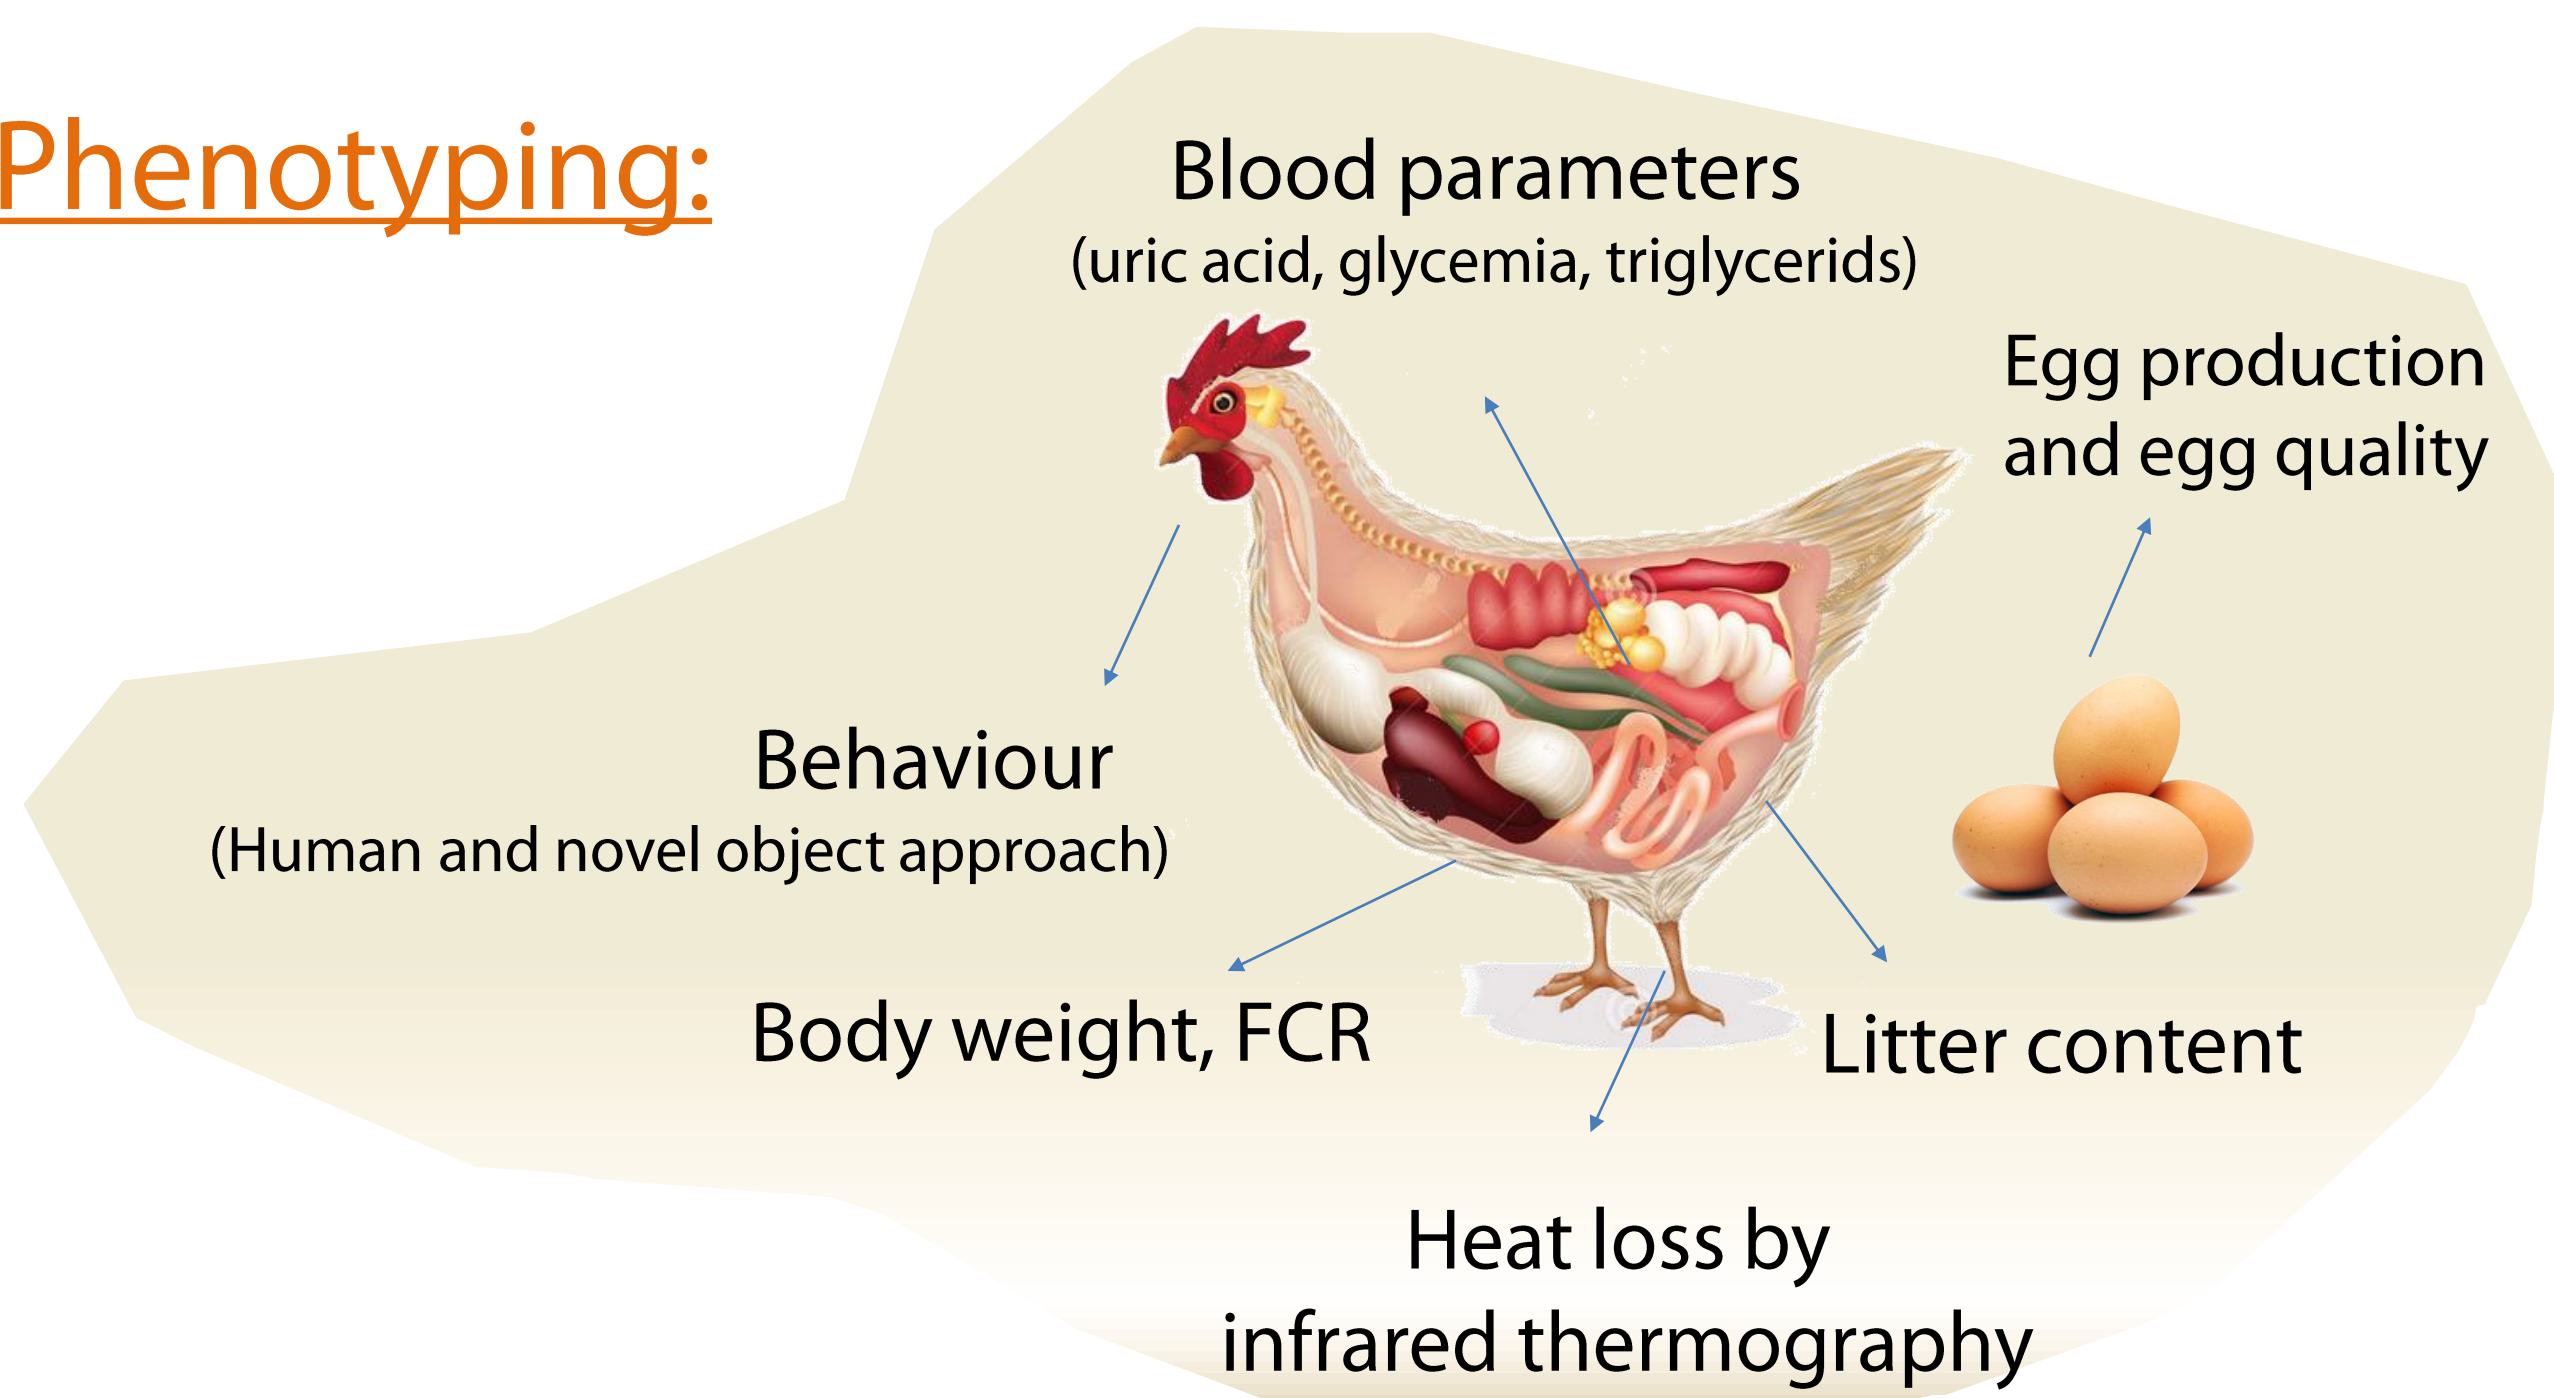 Phenotyping:
Blood parameters
(uric acid, glycemia, triglycerids)
Egg production
and egg quality
Behaviour
(Human and novel object approach)
Body weight, FCR
Litter content
Heat loss by
infrared thermography